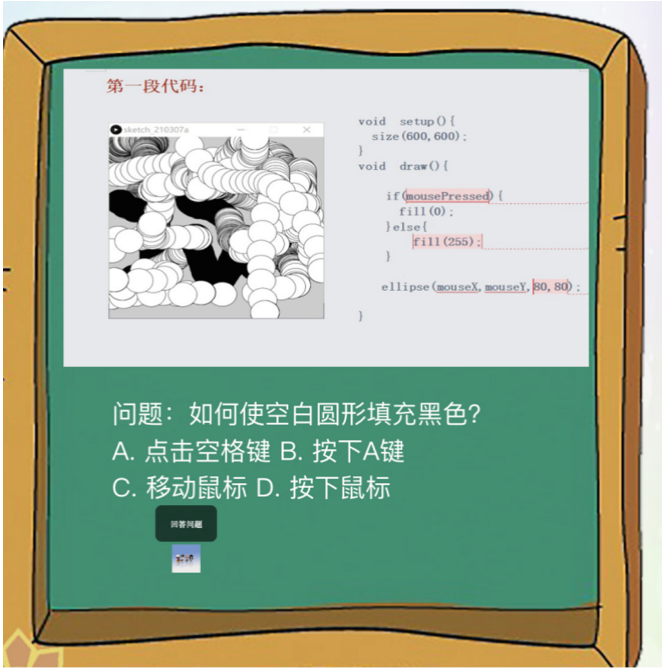 第一段代码：
sketch_210307a
void setup(){
size(600,600);
}
void draw(){
if(mousePressed){
fill(0);
}else{
fill(255);
}
ellipse(mouseX,mouseY,80,80);
}
问题：如何使空白圆形填充黑色?
A. 点击空格键 B. 按下A键
C. 移动鼠标 D. 按下鼠标
回答问题